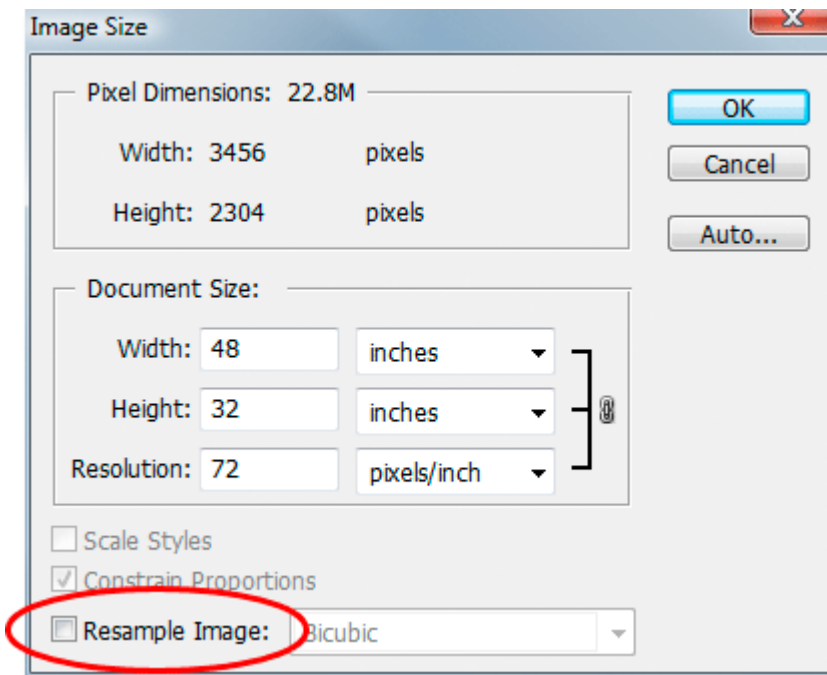 Image Size
Pixel Dimensions: 22.8M
Width: 3456 pixels
Height: 2304 pixels
OK
Cancel
Auto...
Document Size:
Width: 48 inches
Height: 32 inches
Resolution: 72 pixels/inch
Scale Styles
Constrain Proportions
Resample Image: Bicubic